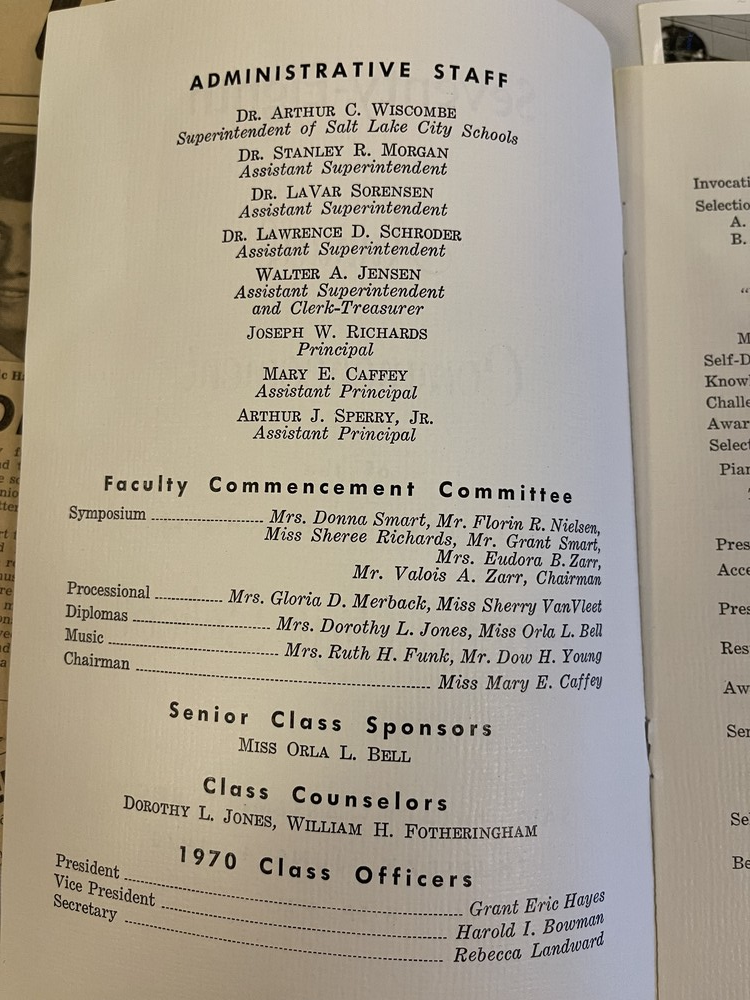 ADMINISTRATIVE STAFF
DR. ARTHUR C. WISCOMBE
Superintendent of Salt Lake City Schools
DR. STANLEY R. MORGAN
Assistant Superintendent
DR. LAVAR SORENSEN
Assistant Superintendent
DR. LAWRENCE D. SCHRODER
Assistant Superintendent
WALTER A. JENSEN
Assistant Superintendent
and Clerk-Treasurer
JOSEPH W. RICHARDS
Principal
MARY E. CAFFEY
Assistant Principal
ARTHUR J. SPERRY, JR.
Assistant Principal
Faculty Commencement Committee
Symposium Mrs. Donna Smart, Mr. Florin R. Nielsen,
Miss Sheree Richards, Mr. Grant Smart,
Mrs. Eudora B. Zarr,
Mr. Valois A. Zarr, Chairman
Processional Mrs. Gloria D. Merback, Miss Sherry VanVleet
Diplomas Mrs. Dorothy L. Jones, Miss Orla L. Bell
Music Mrs. Ruth H. Funk, Mr. Dow H. Young
Chairman Miss Mary E. Caffey
Senior Class Sponsors
MISS ORLA L. BELL
Class Counselors
DOROTHY L. JONES, WILLIAM H. FOTHERINGHAM
1970 Class Officers
President Grant Eric Hayes
Vice President Harold I. Bowman
Secretary Rebecca Landward
A.
B.